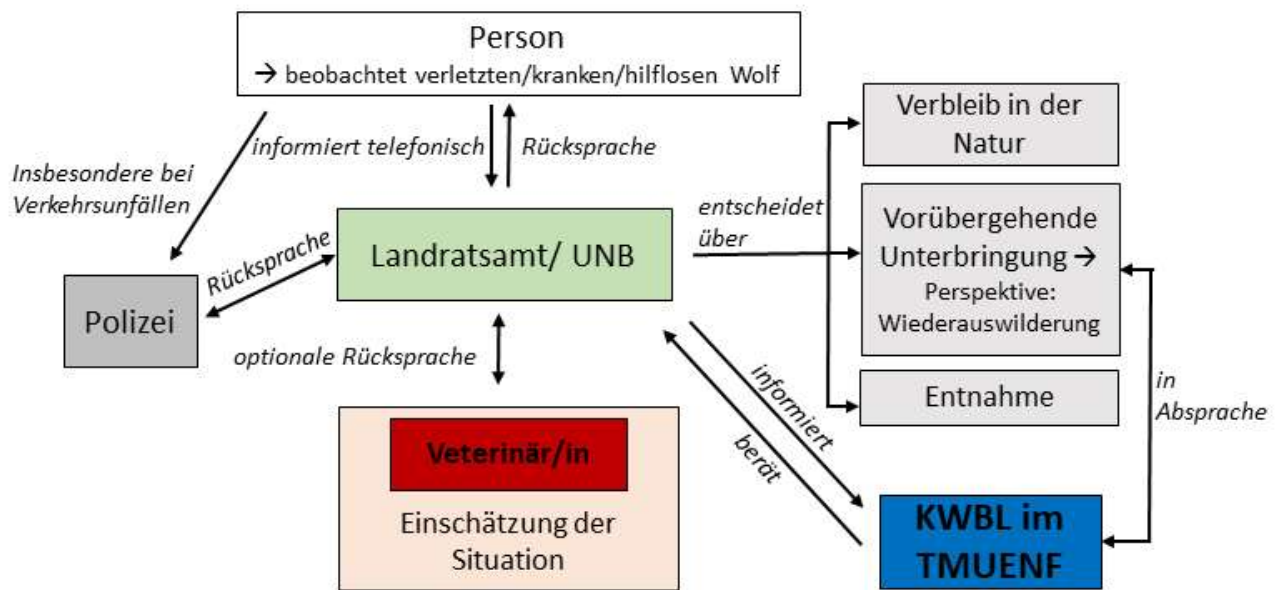 Person
→ beobachtet verletzten/kranken/hilflosen Wolf
informiert telefonisch
Rücksprache
Insbesondere bei
Verkehrsunfällen
Polizei
Rücksprache
Landratsamt/ UNB
optionale Rücksprache
Veterinär/in
Einschätzung der
Situation
entscheidet
über
Verbleib in der
Natur
Vorübergehende
Unterbringung →
Perspektive:
Wiederauswilderung
Entnahme
in
Absprache
informiert
berät
KWBL im
TMUENF